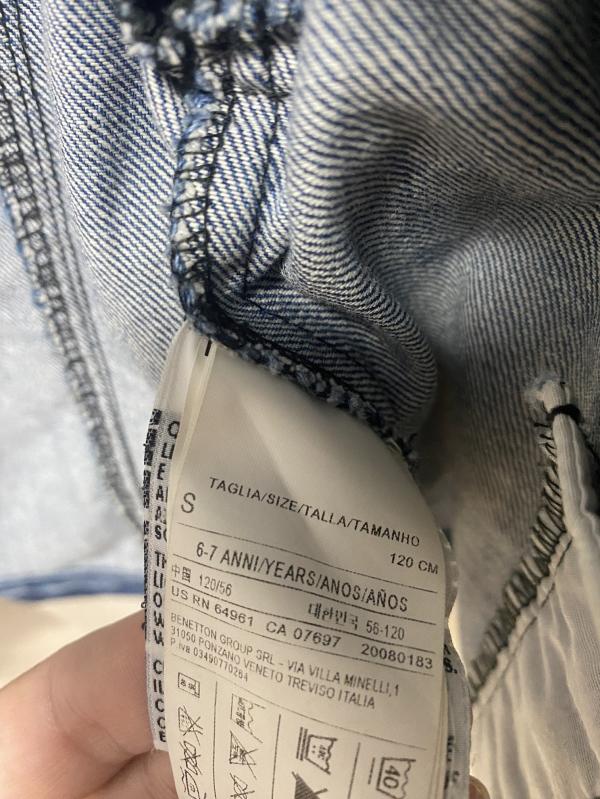 TAGLIA/SIZE/TALLA/TAMANHO
S 120 CM
6-7 ANNI/YEARS/ANOS/AÑOS
中国 120/56 대한민국 56-120
US RN 64961 CA 07697 20080183
BENETTON GROUP SRL - VIA VILLA MINELLI,1
31050 PONZANO VENETO TREVISO ITALIA
P.Iva 03490770264
40